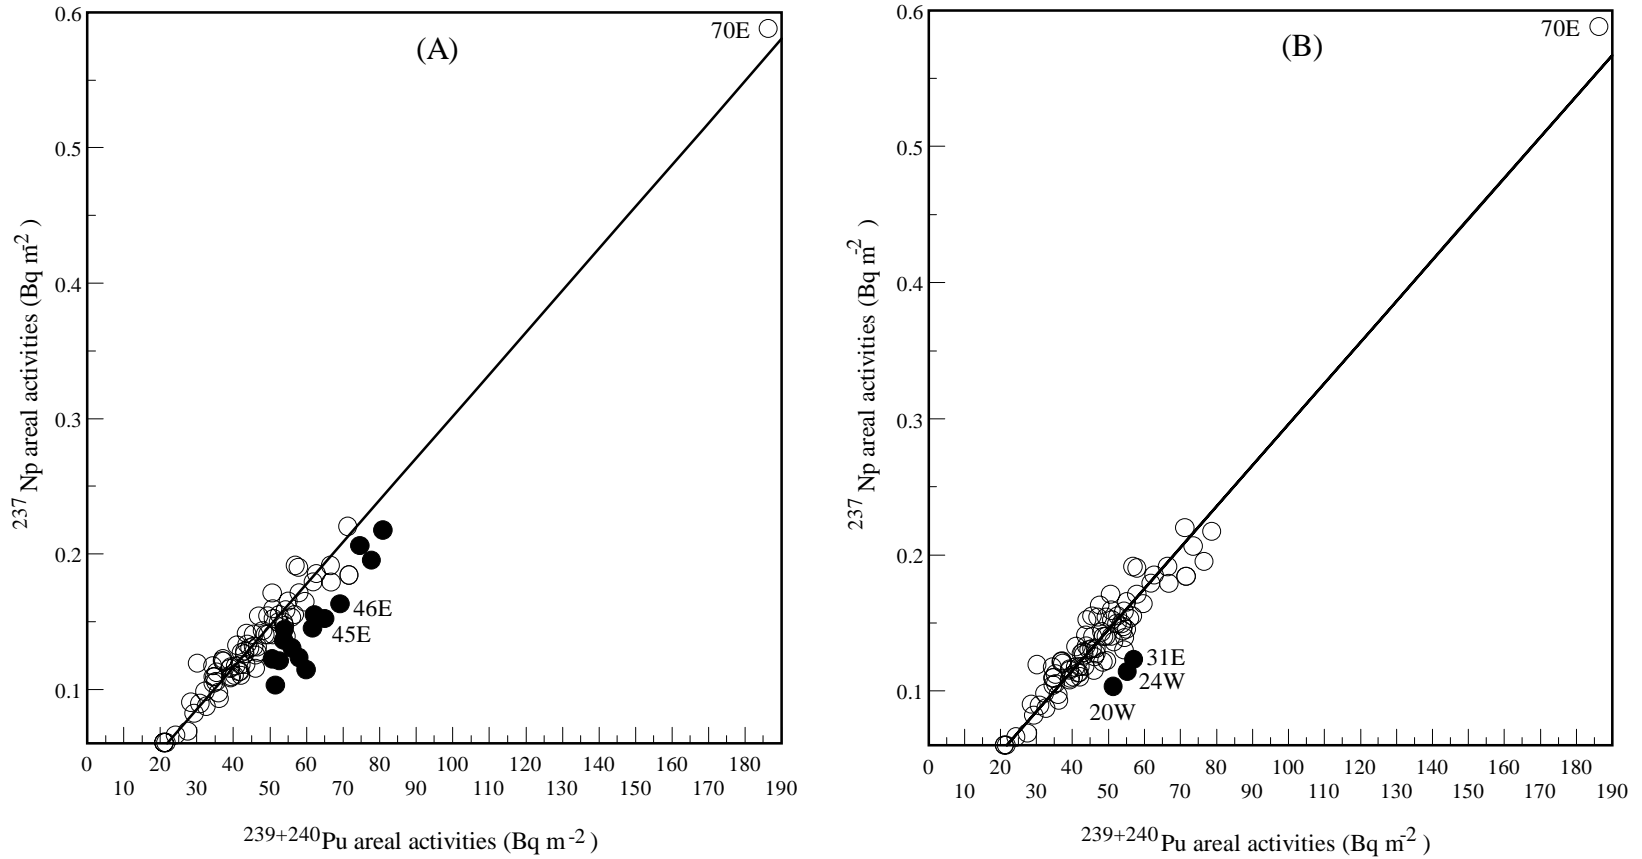 0.6
0.5
0.4
0.3
0.2
0.1
237 Np areal activities (Bq m-2 )
(A)
70E
46E
45E
0 20 40 60 80 100 120 140 160 180
10 30 50 70 90 110 130 150 170 190
239+240Pu areal activities (Bq m-2 )
0.6
0.5
0.4
0.3
0.2
0.1
237 Np areal activities (Bq m-2 )
(B)
70E
31E
24W
20W
0 20 40 60 80 100 120 140 160 180
10 30 50 70 90 110 130 150 170 190
239+240Pu areal activities (Bq m-2 )